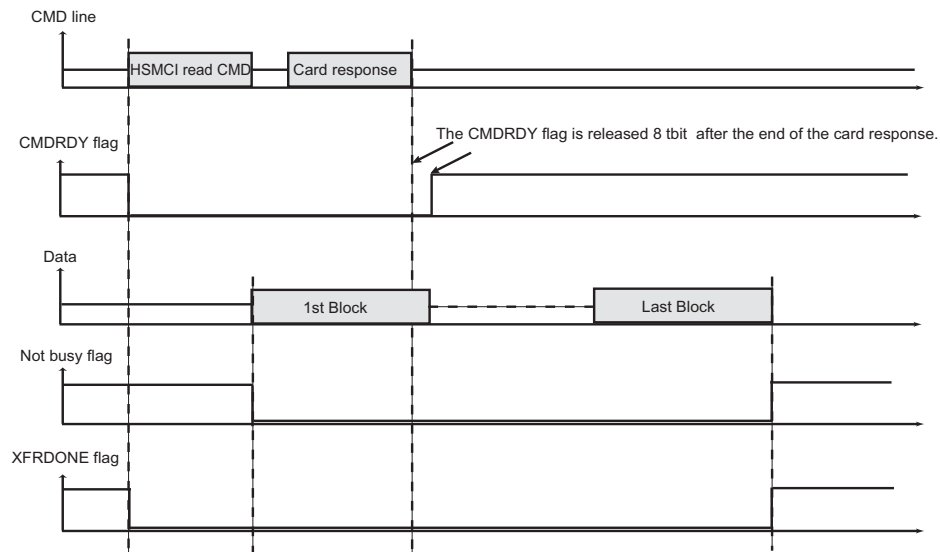 CMD line
HSMCI read CMD
Card response
The CMDRDY flag is released 8 tbit after the end of the card response.
CMDRDY flag
Data
1st Block
Last Block
Not busy flag
XFRDONE flag